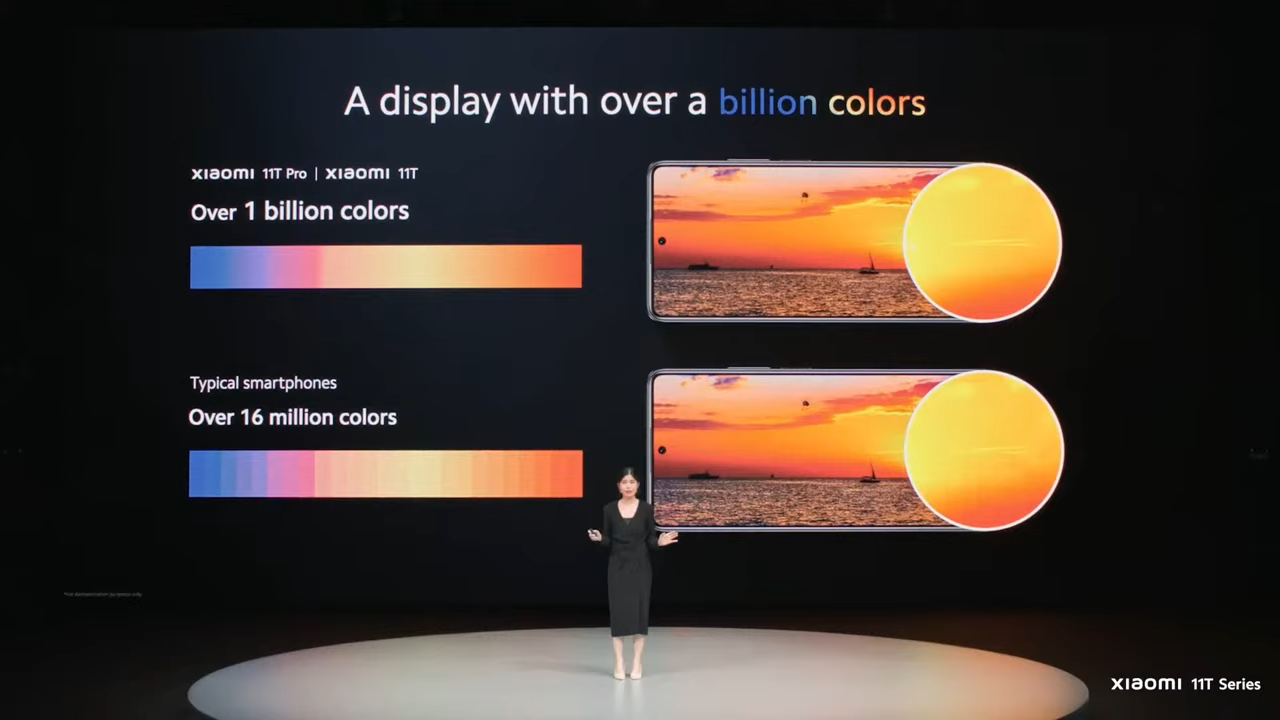 A display with over a billion colors
xiaomi 11T Pro | xiaomi 11T
Over 1 billion colors
Typical smartphones
Over 16 million colors
xiaomi 11T Series